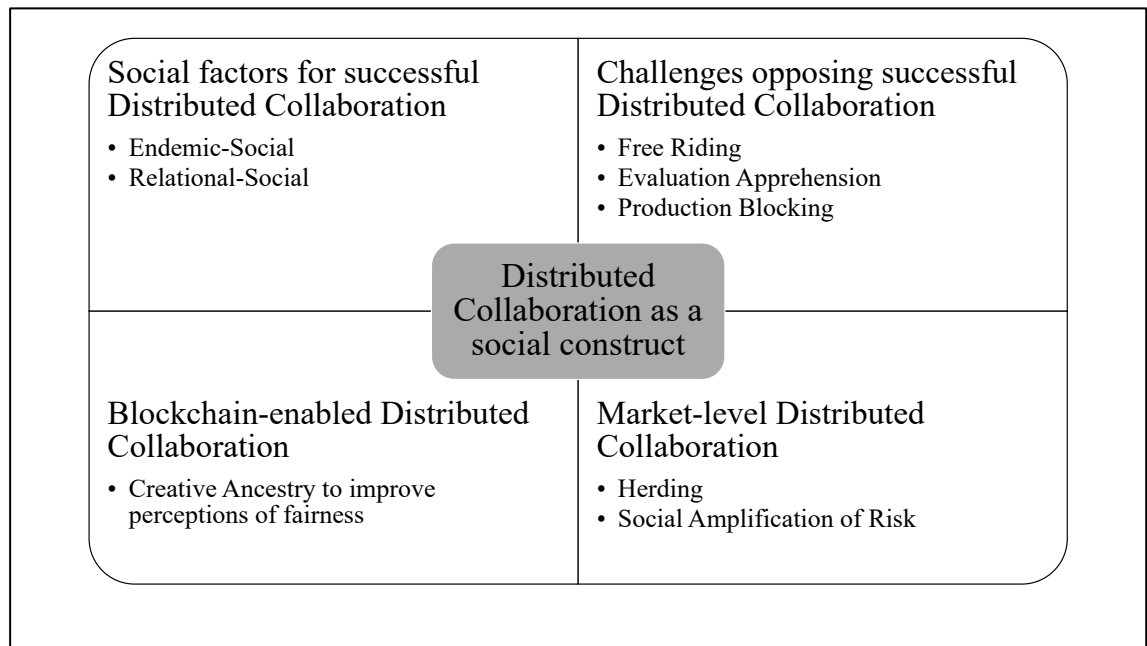 Social factors for successful
Distributed Collaboration
• Endemic-Social
• Relational-Social
Challenges opposing successful
Distributed Collaboration
• Free Riding
• Evaluation Apprehension
• Production Blocking
Distributed
Collaboration as a
social construct
Blockchain-enabled Distributed
Collaboration
• Creative Ancestry to improve
perceptions of fairness
Market-level Distributed
Collaboration
• Herding
• Social Amplification of Risk